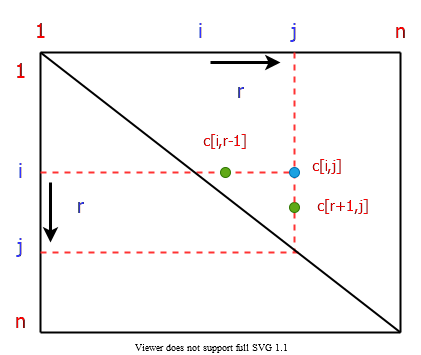 1 i j n
1
r
c[i,r-1]
i c[i,j]
r c[r+1,j]
j
n
Viewer does not support full SVG 1.1